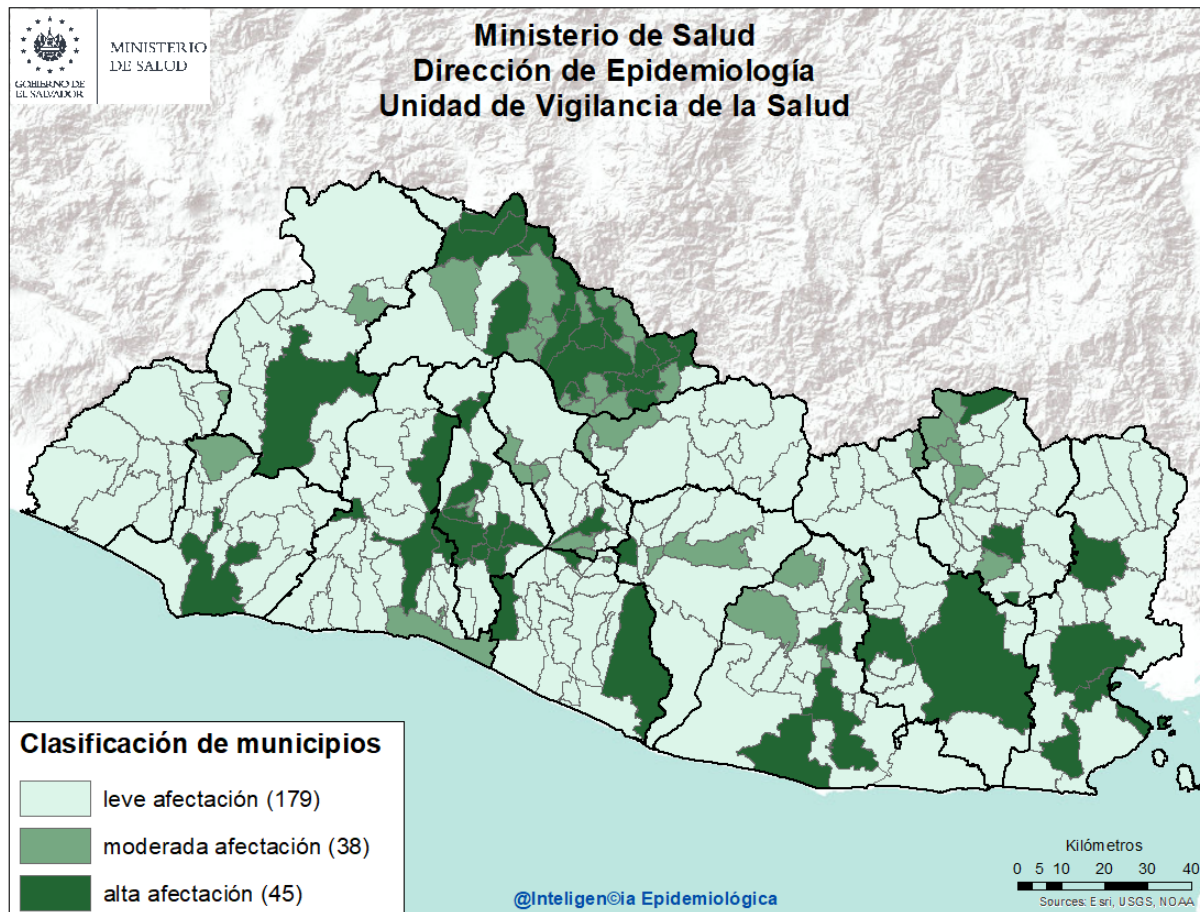 GOBIERNO DE
EL SALVADOR
MINISTERIO
DE SALUD
Ministerio de Salud
Dirección de Epidemiología
Unidad de Vigilancia de la Salud
Clasificación de municipios
leve afectación (179)
moderada afectación (38)
alta afectación (45)
@Inteligen©ia Epidemiológica
Kilómetros
0 5 10 20 30 40
Sources: Esri, USGS, NOAA